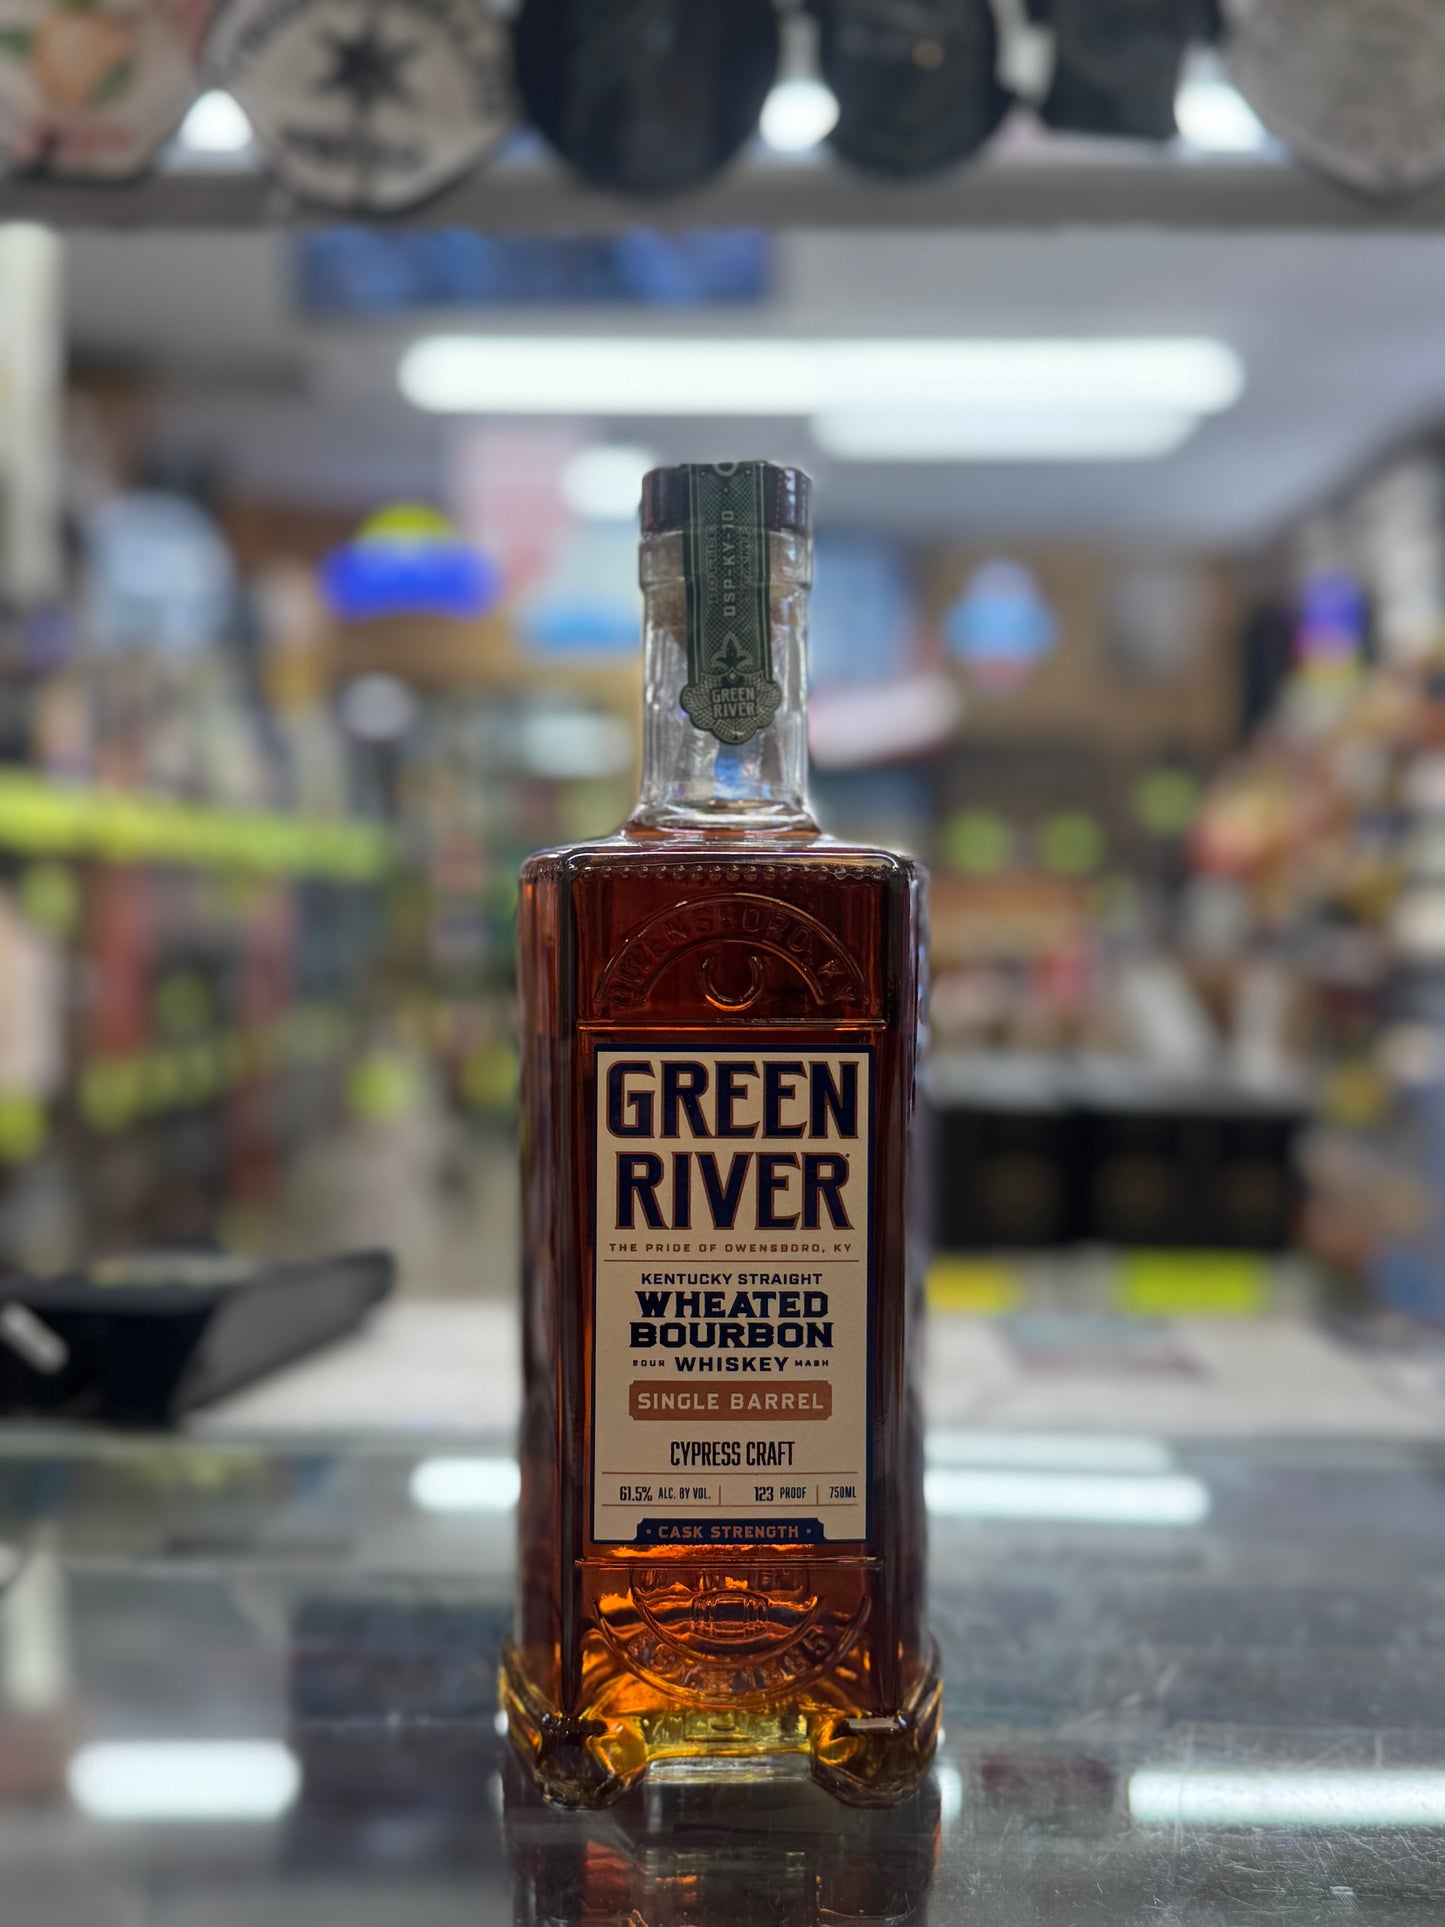 DSP-KY-10
GREEN
RIVER
OWENSBORO, KY
GREEN
RIVER
THE PRIDE OF OWENSBORO, KY
KENTUCKY STRAIGHT
WHEATED
BOURBON
SOUR WHISKEY MASH
SINGLE BARREL
CYPRESS CRAFT
61.5% ALC. BY VOL. 123 PROOF 750ML
· CASK STRENGTH ·